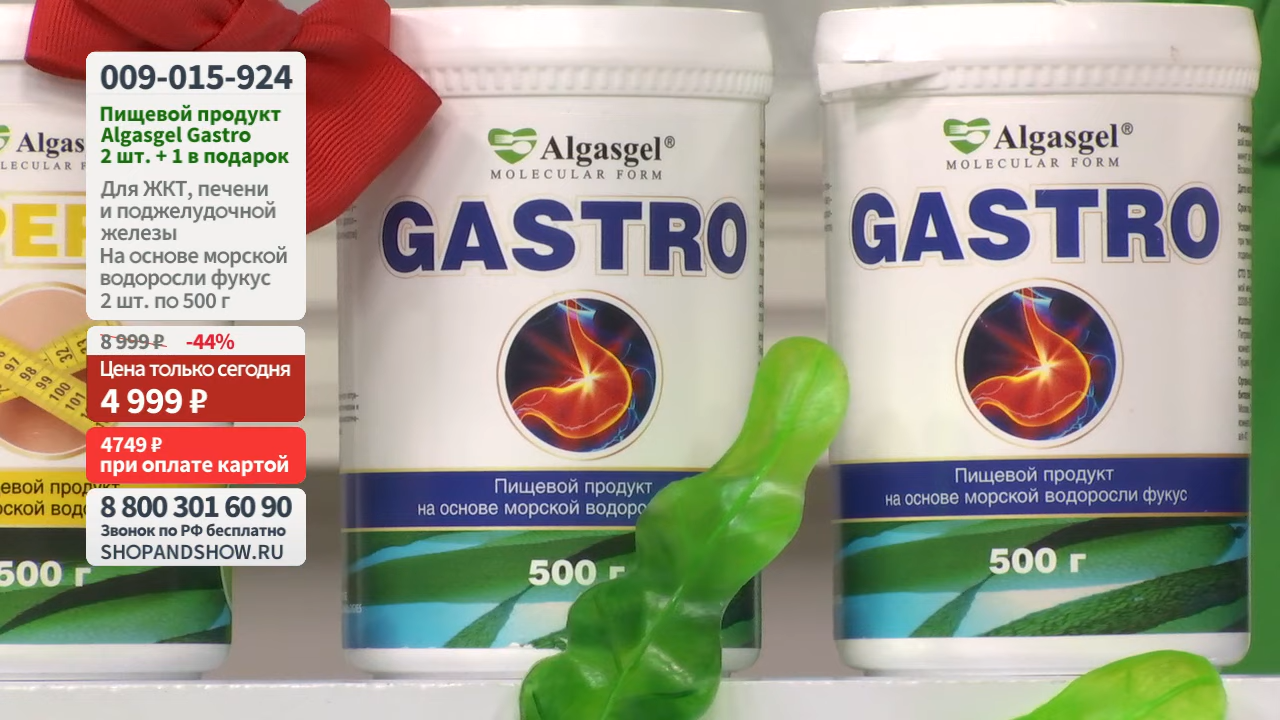 009-015-924
Пищевой продукт
Algasgel Gastro
2 шт. + 1 в подарок
Для ЖКТ, печени
и поджелудочной
железы
На основе морской
водоросли фукус
2 шт. по 500 г
8 999 ₽ -44%
Цена только сегодня
4 999 ₽
4749 ₽
при оплате картой
8 800 301 60 90
Звонок по РФ бесплатно
SHOPANDSHOW.RU
500 г
Algasgel®
MOLECULAR FORM
GASTRO
Пищевой продукт
на основе морской водоро
500 г
Algasgel®
MOLECULAR FORM
GASTRO
Пищевой продукт
на основе морской водоросли фукус
500 г